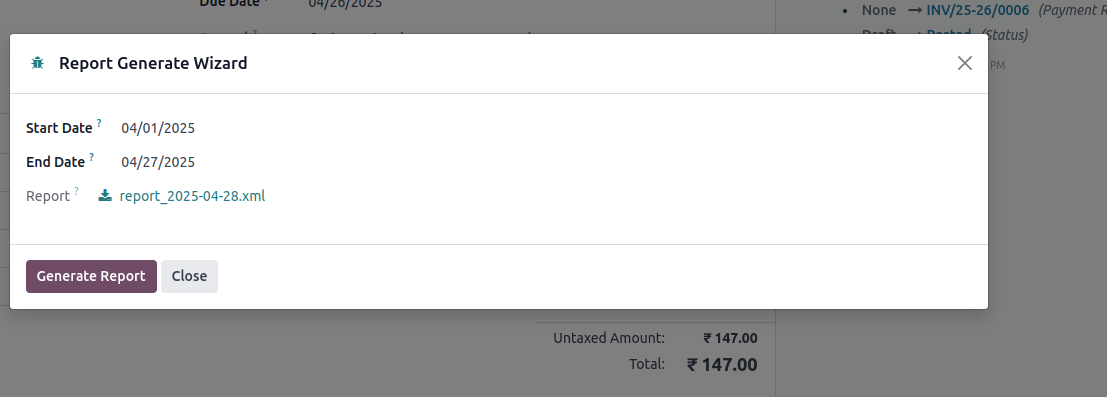 Due Date ?
04/26/2025
• None → INV/25-26/0006 (Payment R
Draft → Posted (Status)
PM
Report Generate Wizard
Start Date ? 04/01/2025
End Date ? 04/27/2025
Report ? report_2025-04-28.xml
Generate Report Close
Untaxed Amount: ₹ 147.00
Total: ₹ 147.00